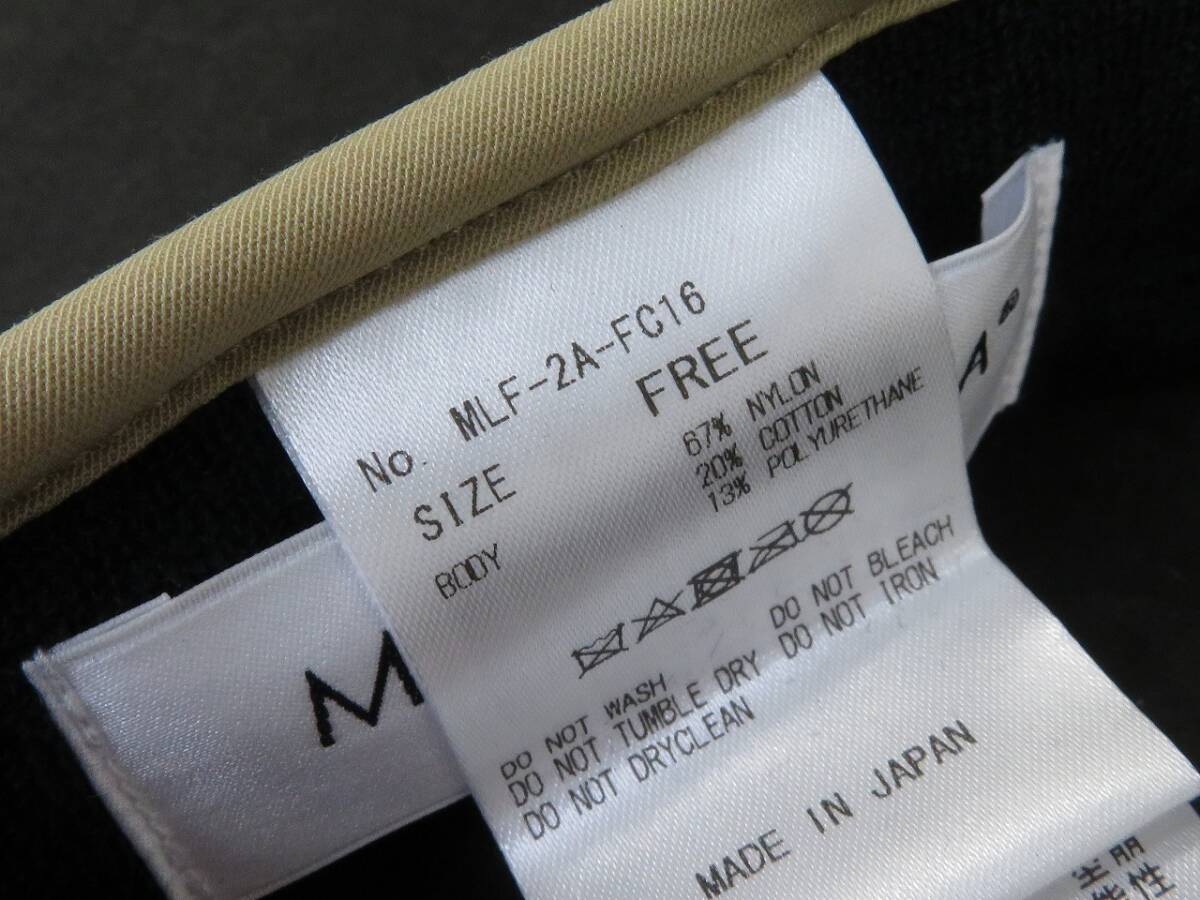 No. MLF-2A-FC16
SIZE FREE
BODY 67% NYLON
20% COTTON
13% POLYURETHANE
DO NOT WASH DO NOT BLEACH
DO NOT TUMBLE DRY DO NOT IRON
DO NOT DRYCLEAN
MADE IN JAPAN
M
A®